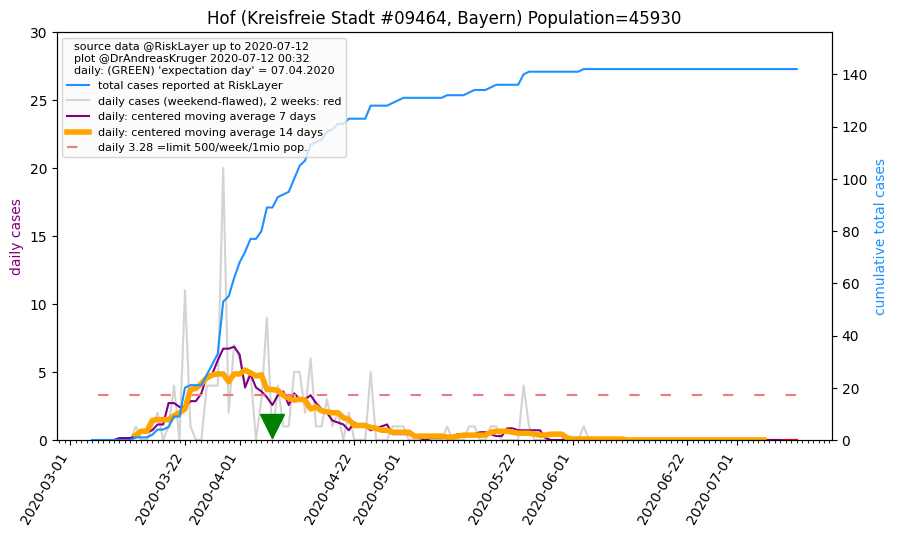 Hof (Kreisfreie Stadt #09464, Bayern) Population=45930
source data @RiskLayer up to 2020-07-12
plot @DrAndreasKruger 2020-07-12 00:32
daily: (GREEN) 'expectation day' = 07.04.2020
total cases reported at RiskLayer
daily cases (weekend-flawed), 2 weeks: red
daily: centered moving average 7 days
daily: centered moving average 14 days
daily 3.28 =limit 500/week/1mio pop.
daily cases
30
25
20
15
10
5
0
cumulative total cases
140
120
100
80
60
40
20
0
2020-03-01
2020-03-22
2020-04-01
2020-04-22
2020-05-01
2020-05-22
2020-06-01
2020-06-22
2020-07-01